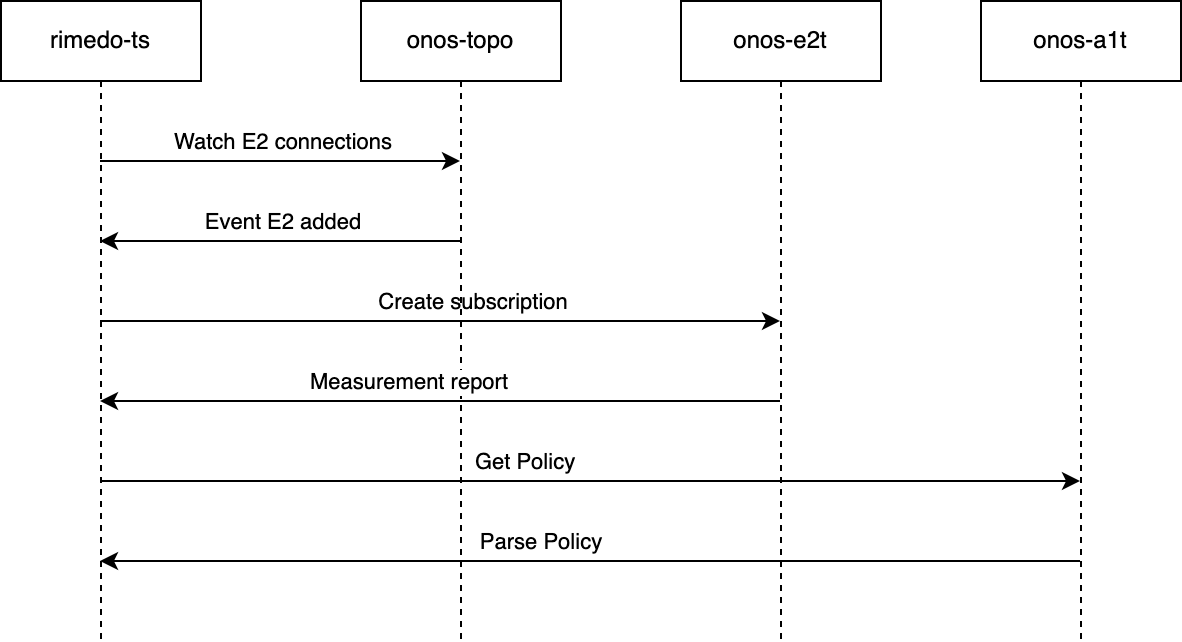 rimedo-ts
onos-topo
onos-e2t
onos-a1t
Watch E2 connections
Event E2 added
Create subscription
Measurement report
Get Policy
Parse Policy